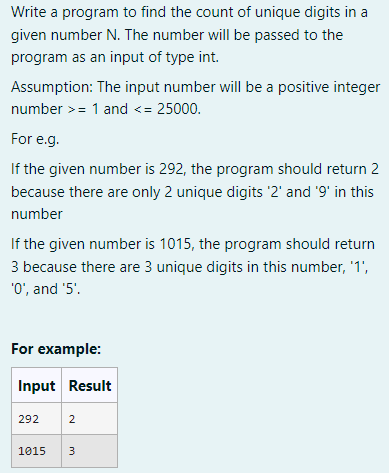 Write a program to find the count of unique digits in a
given number N. The number will be passed to the
program as an input of type int.
Assumption: The input number will be a positive integer
number >= 1 and <= 25000.
For e.g.
If the given number is 292, the program should return 2
because there are only 2 unique digits '2' and '9' in this
number
If the given number is 1015, the program should return
3 because there are 3 unique digits in this number, '1',
'0', and '5'.
For example:
Input Result
292 2
1015 3